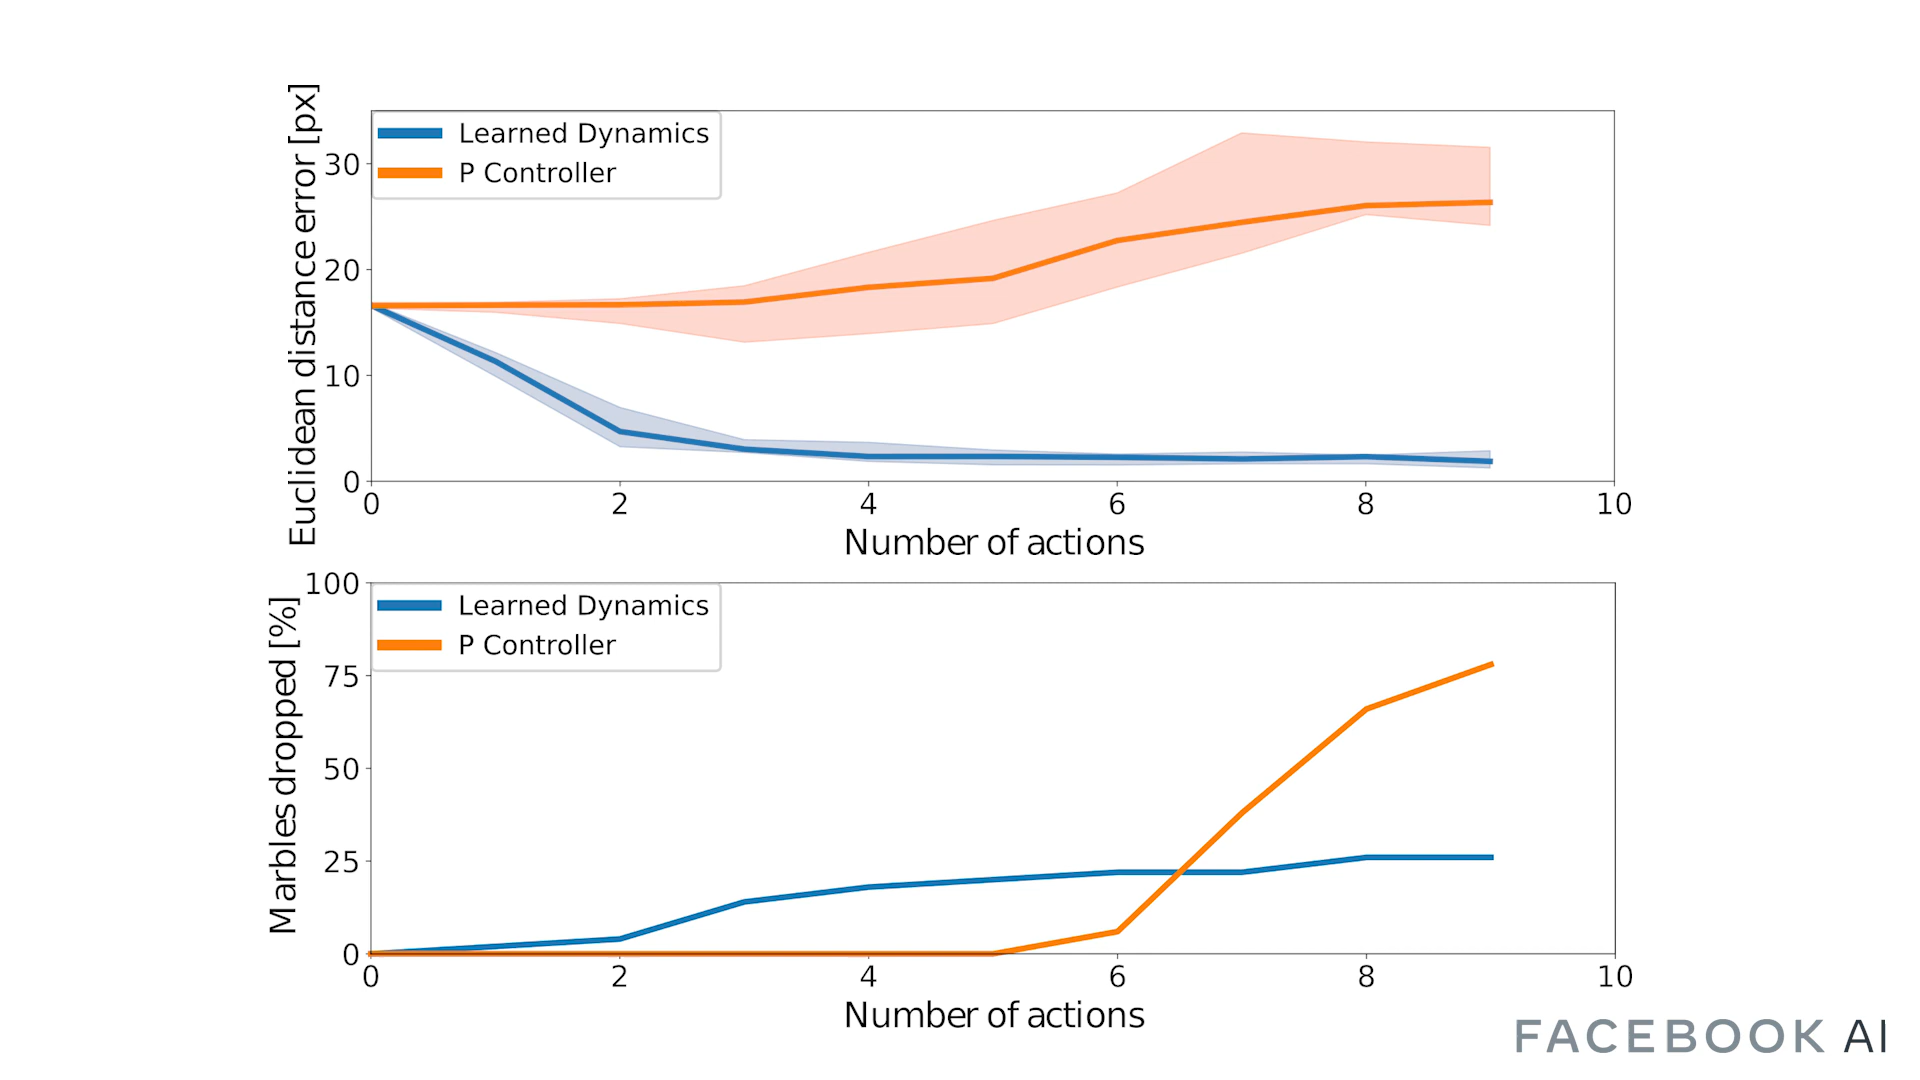 Euclidean distance error [px]
Learned Dynamics
P Controller
30
20
10
0
0 2 4 6 8 10
Number of actions
Marbles dropped [%]
Learned Dynamics
P Controller
100
75
50
25
0
0 2 4 6 8 10
Number of actions
FACEBOOK AI